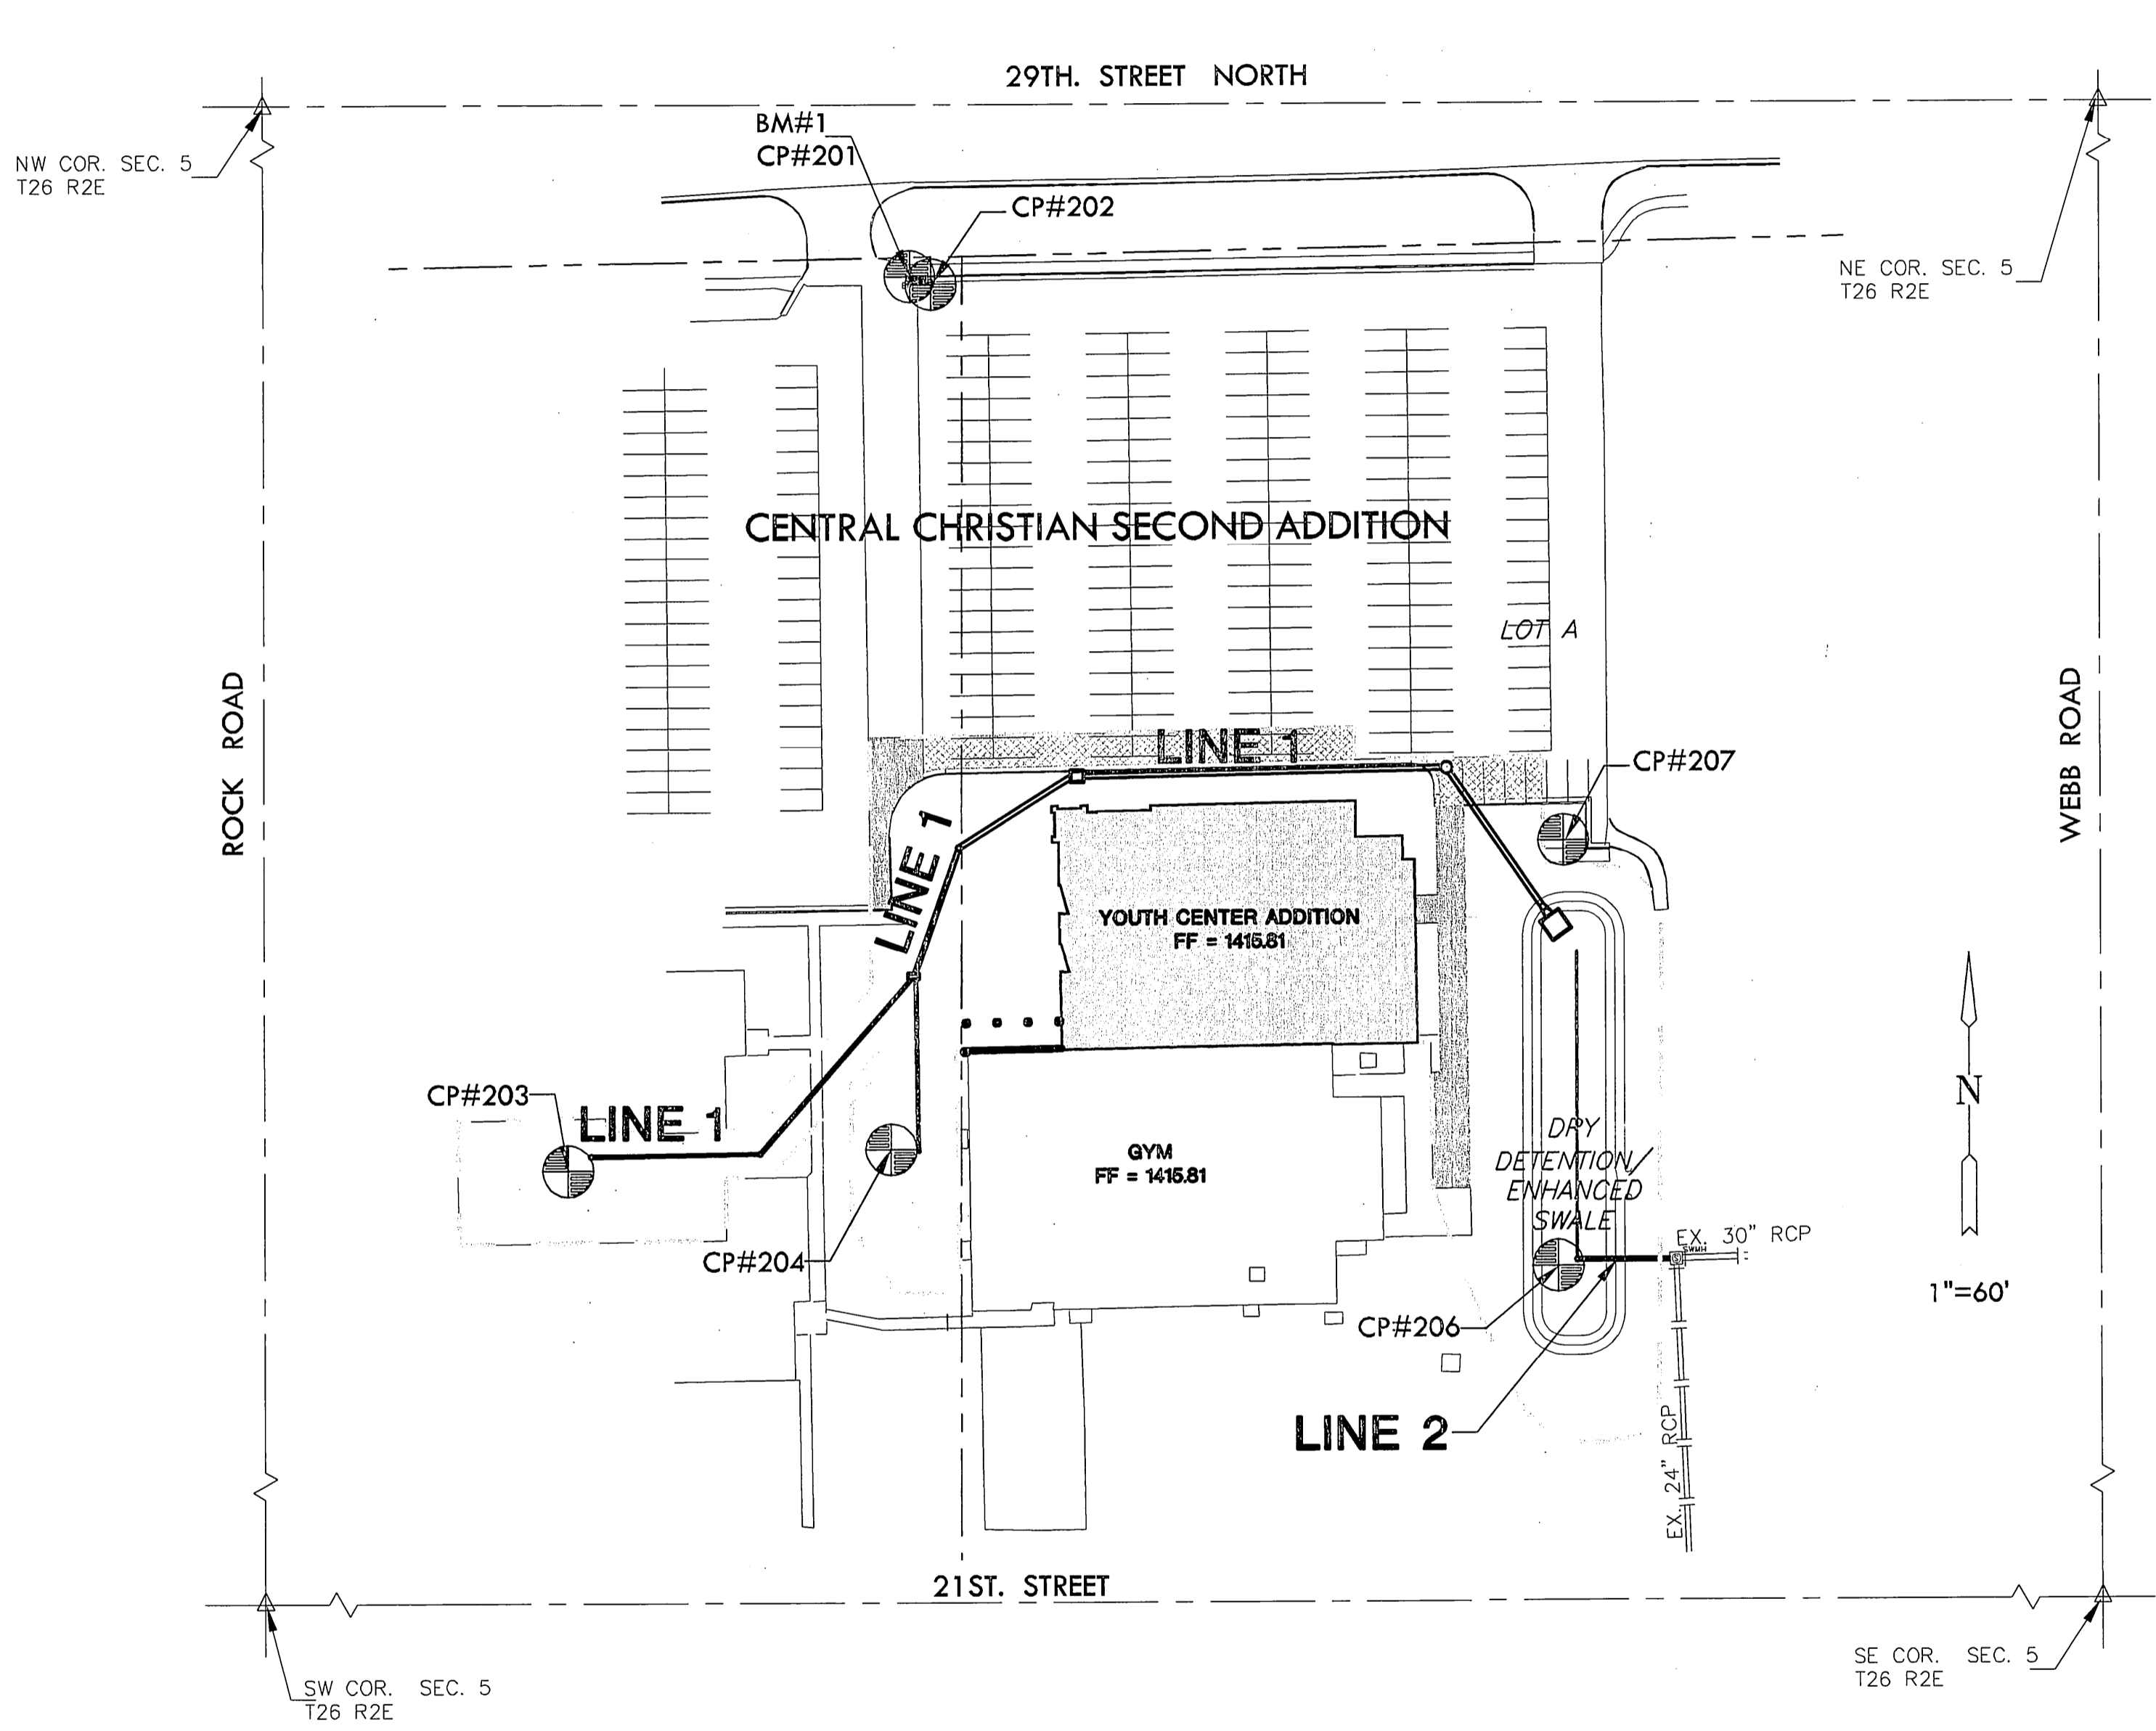 29TH. STREET NORTH
BM#1
CP#201
NW COR. SEC. 5
T26 R2E
CP#202
NE COR. SEC. 5
T26 R2E
CENTRAL CHRISTIAN SECOND ADDITION
LOT A
ROCK ROAD
WEBB ROAD
LINE 1
CP#207
LINE 1
YOUTH CENTER ADDITION
FF = 1415.81
CP#203
LINE 1
N
DRY
DETENTION/
ENHANCED
SWALE
GYM
FF = 1415.81
CP#204
EX. 30" RCP
SWMH
S
1"=60'
CP#206
LINE 2
EX. 24" RCP
21ST. STREET
SW COR. SEC. 5
T26 R2E
SE COR. SEC. 5
T26 R2E